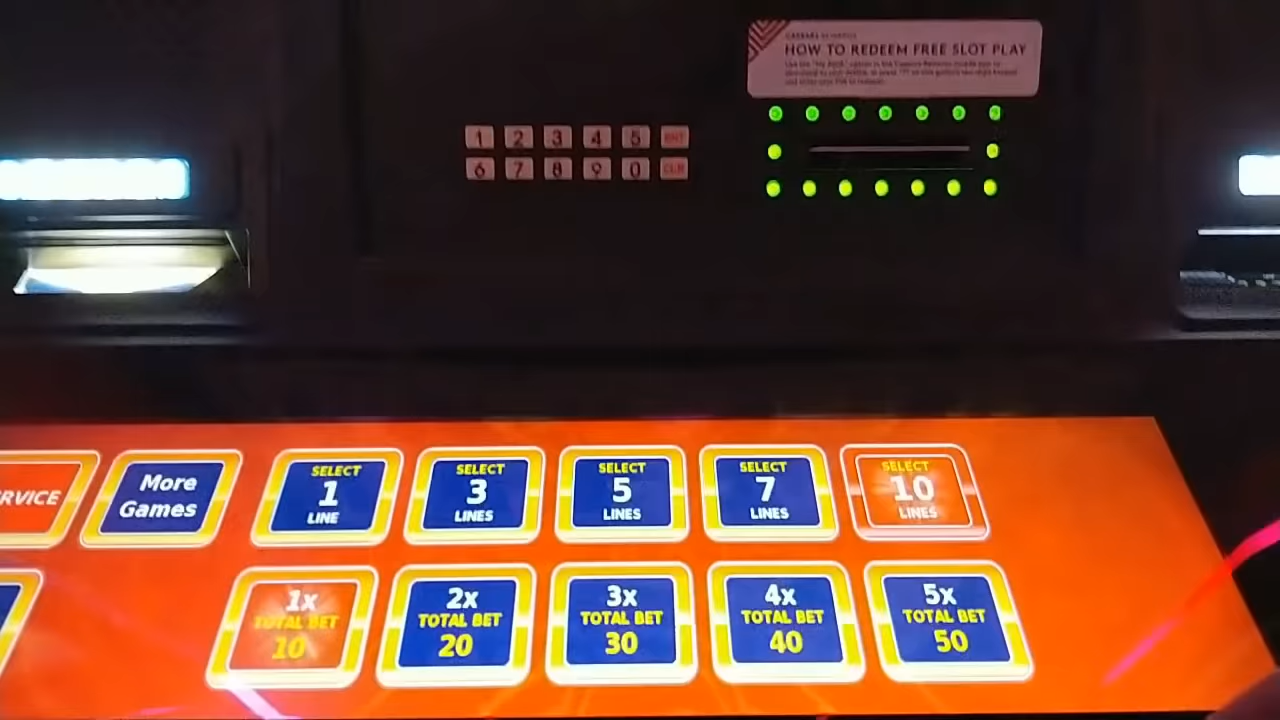 HOW TO REDEEM FREE SLOT PLAY
1 2 3 4 5 ENT
6 7 8 9 0 CLR
RVICE
More
Games
SELECT
1
LINE
SELECT
3
LINES
SELECT
5
LINES
SELECT
7
LINES
SELECT
10
LINES
1x
TOTAL BET
10
2x
TOTAL BET
20
3x
TOTAL BET
30
4x
TOTAL BET
40
5x
TOTAL BET
50